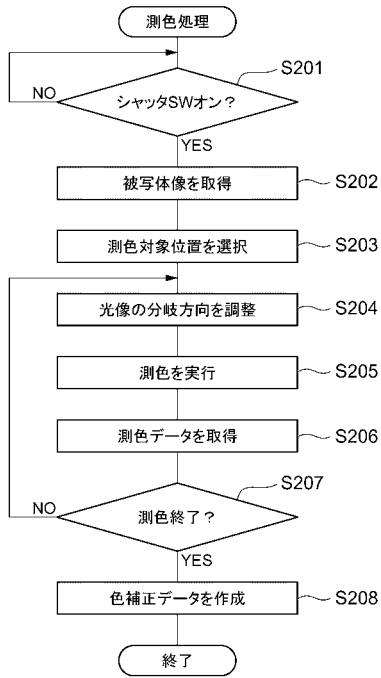 測色処理
S201
シャッタSWオン?
NO
YES
被写体像を取得
S202
測色対象位置を選択
S203
光像の分岐方向を調整
S204
測色を実行
S205
測色データを取得
S206
S207
測色終了?
NO
YES
色補正データを作成
S208
終了